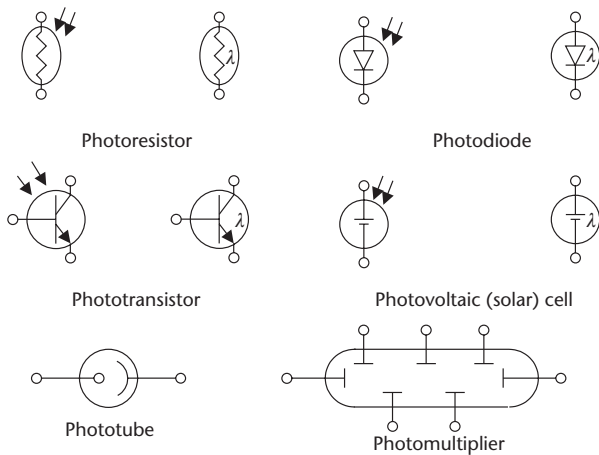 λ
λ
Photoresistor
Photodiode
λ
λ
Phototransistor
Photovoltaic (solar) cell
Phototube
Photomultiplier